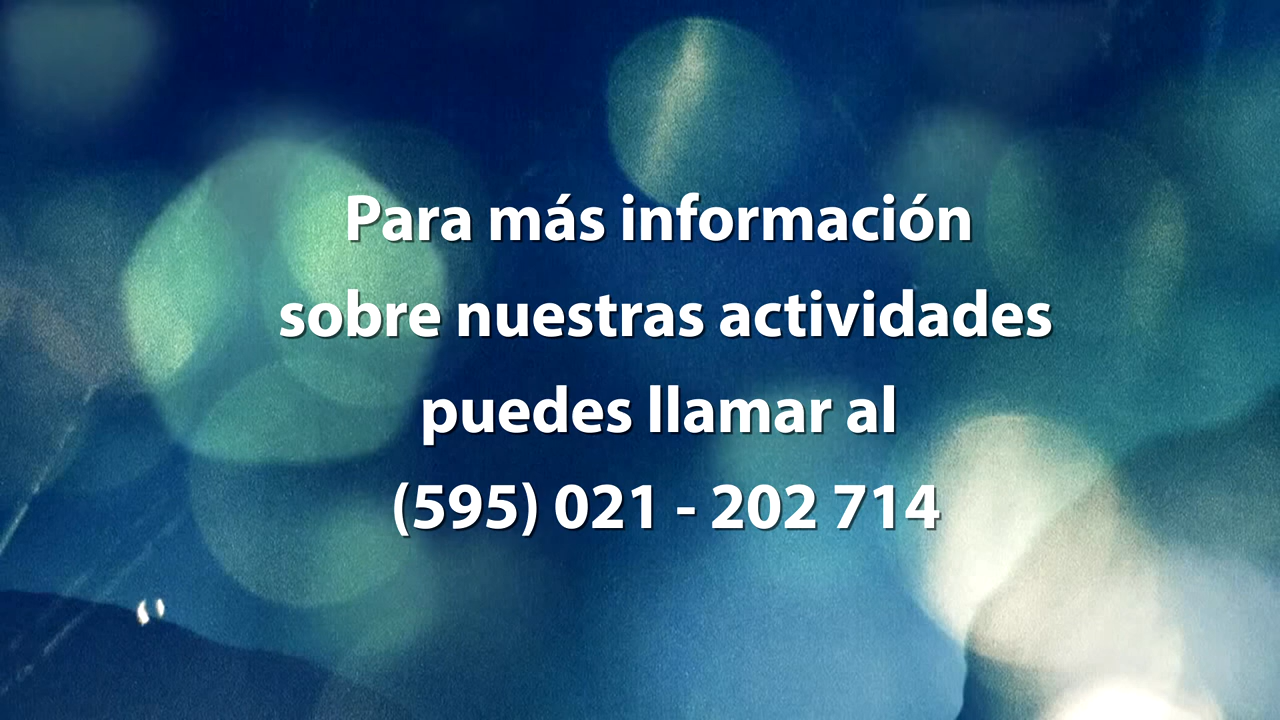 Para más información
sobre nuestras actividades
puedes llamar al
(595) 021 - 202 714